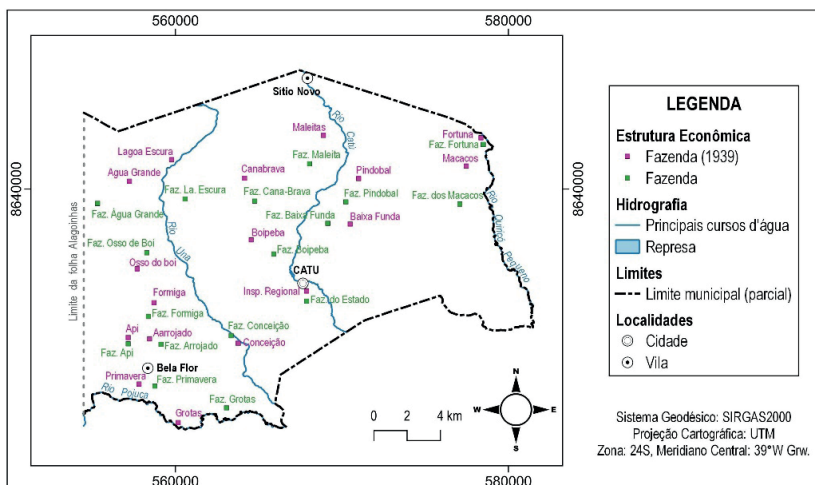 560000
580000
8640000
8640000
Sítio Novo
Rio Catú
Maleitas
Fortuna
Faz. Fortuna
Lagoa Escura
Faz. Maleita
Macacos
Agua Grande
Canabrava
Pindobal
Faz. La. Escura
Faz. Cana-Brava
Faz. Pindobal
Faz. dos Macacos
Faz. Água Grande
Faz. Baixa Funda
Baixa Funda
Limite da folha Alagoinhas
Rio Una
Boipeba
Faz. Osso de Boi
Faz. Boipeba
Osso do boi
CATU
Formiga
Insp. Regional
Faz do Estado
Faz. Formiga
Api
Aarrojado
Faz. Conceição
Faz. Api
Faz. Arrojado
Conceição
Bela Flor
Primavera
Faz. Primavera
Rio Pojuca
Faz. Grotas
Grotas
N
W
E
S
0 2 4 km
560000
580000
LEGENDA
Estrutura Econômica
Fazenda (1939)
Fazenda
Hidrografia
Principais cursos d'água
Represa
Limites
Limite municipal (parcial)
Localidades
Cidade
Vila
Sistema Geodésico: SIRGAS2000
Projeção Cartográfica: UTM
Zona: 24S, Meridiano Central: 39°W Grw.